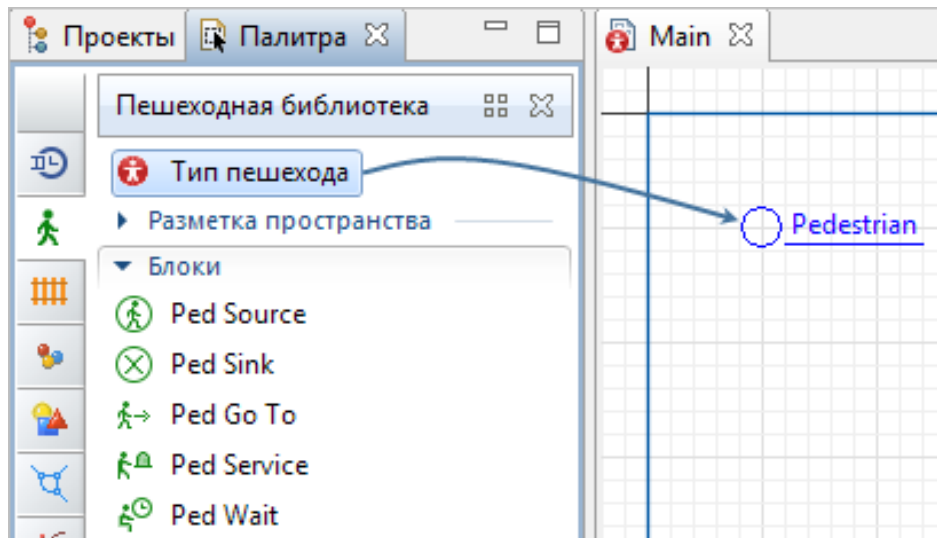 Проекты Палитра Main
Пешеходная библиотека
Тип пешехода
Разметка пространства
Pedestrian
Блоки
Ped Source
Ped Sink
Ped Go To
Ped Service
Ped Wait